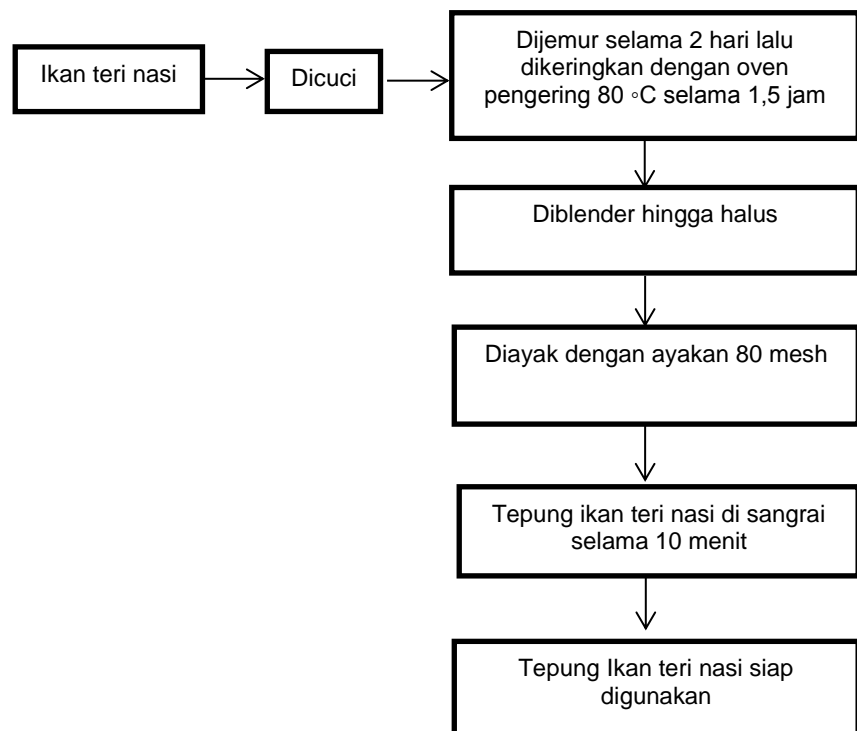 Ikan teri nasi
Dicuci
Dijemur selama 2 hari lalu
dikeringkan dengan oven
pengering 80 ◦C selama 1,5 jam
Diblender hingga halus
Diayak dengan ayakan 80 mesh
Tepung ikan teri nasi di sangrai
selama 10 menit
Tepung Ikan teri nasi siap
digunakan